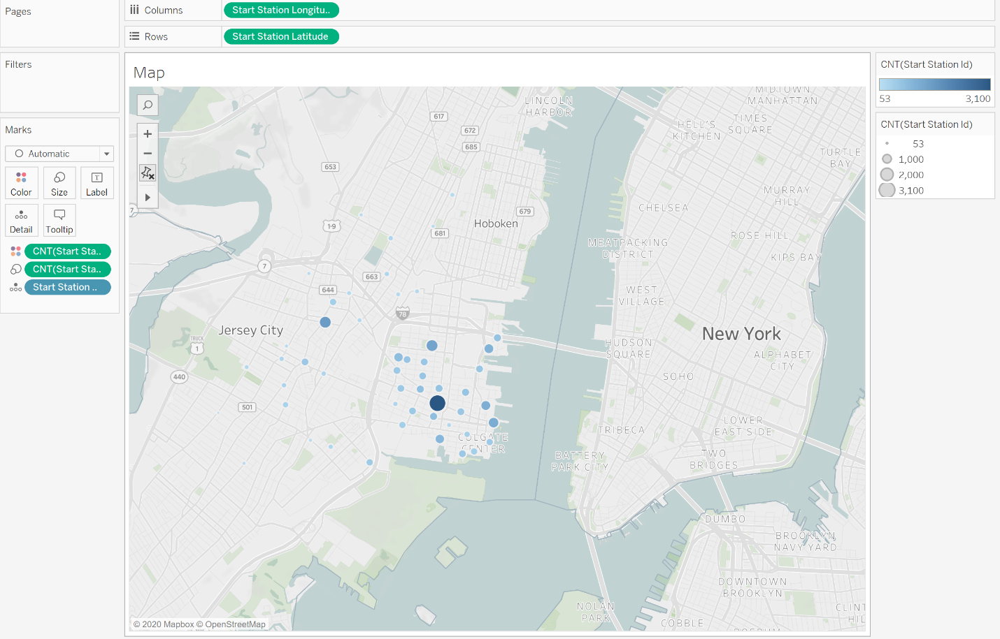 Pages
Columns
Start Station Longitu..
Rows
Start Station Latitude
Filters
Marks
Automatic
Color
Size
Label
Detail
Tooltip
CNT(Start Sta..
CNT(Start Sta..
Start Station ..
Map
LINCOLN
HARBOR
MIDTOWN
MANHATTAN
HELL'S
KITCHEN
TIMES
SQUARE
TURTLE
BAY
617
672
685
653
MURRAY
HILL
7
679
CHELSEA
1-9
Hoboken
681
ROSE HILL
MEATPACKING
DISTRICT
KIPS BAY
7
663
644
WEST
VILLAGE
78
Jersey City
New York
TRUCK
1
HUDSON
SQUARE
ALPHABET
CITY
440
SOHO
501
LOWER
EAST SIDE
TRIBECA
COLGATE
CENTER
BATTERY
PARK CITY
TWO
BRIDGES
DUMBO
BROOKLYN
NAVY YARD
DOWNTOWN
BROOKLYN
NOLAN
PARK
CLINT
HIL
COBBLE
© 2020 Mapbox © OpenStreetMap
CNT(Start Station Id)
53
3,100
CNT(Start Station Id)
53
1,000
2,000
3,100